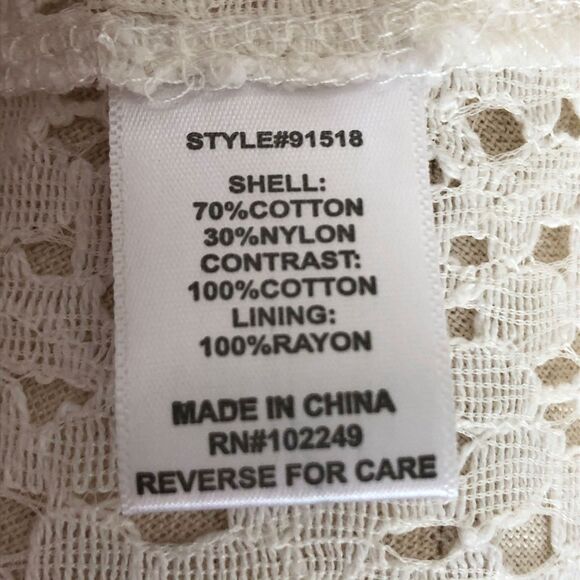 STYLE#91518
SHELL:
70%COTTON
30%NYLON
CONTRAST:
100%COTTON
LINING:
100%RAYON
MADE IN CHINA
RN#102249
REVERSE FOR CARE